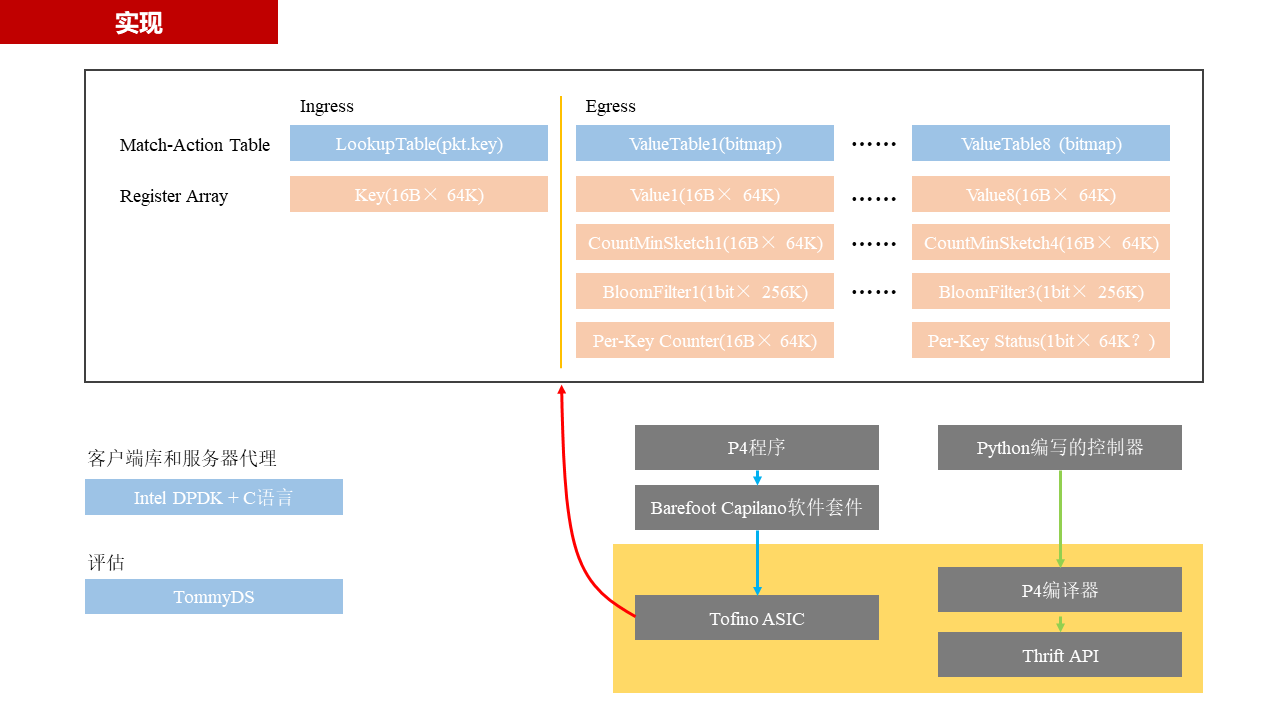 实现
Ingress
Egress
Match-Action Table
LookupTable(pkt.key)
ValueTable1(bitmap)
……
ValueTable8 (bitmap)
Register Array
Key(16B× 64K)
Value1(16B× 64K)
……
Value8(16B× 64K)
CountMinSketch1(16B× 64K)
……
CountMinSketch4(16B× 64K)
BloomFilter1(1bit× 256K)
……
BloomFilter3(1bit× 256K)
Per-Key Counter(16B× 64K)
Per-Key Status(1bit× 64K？)
客户端库和服务器代理
Intel DPDK + C语言
评估
TommyDS
P4程序
Barefoot Capilano软件套件
Tofino ASIC
Python编写的控制器
P4编译器
Thrift API